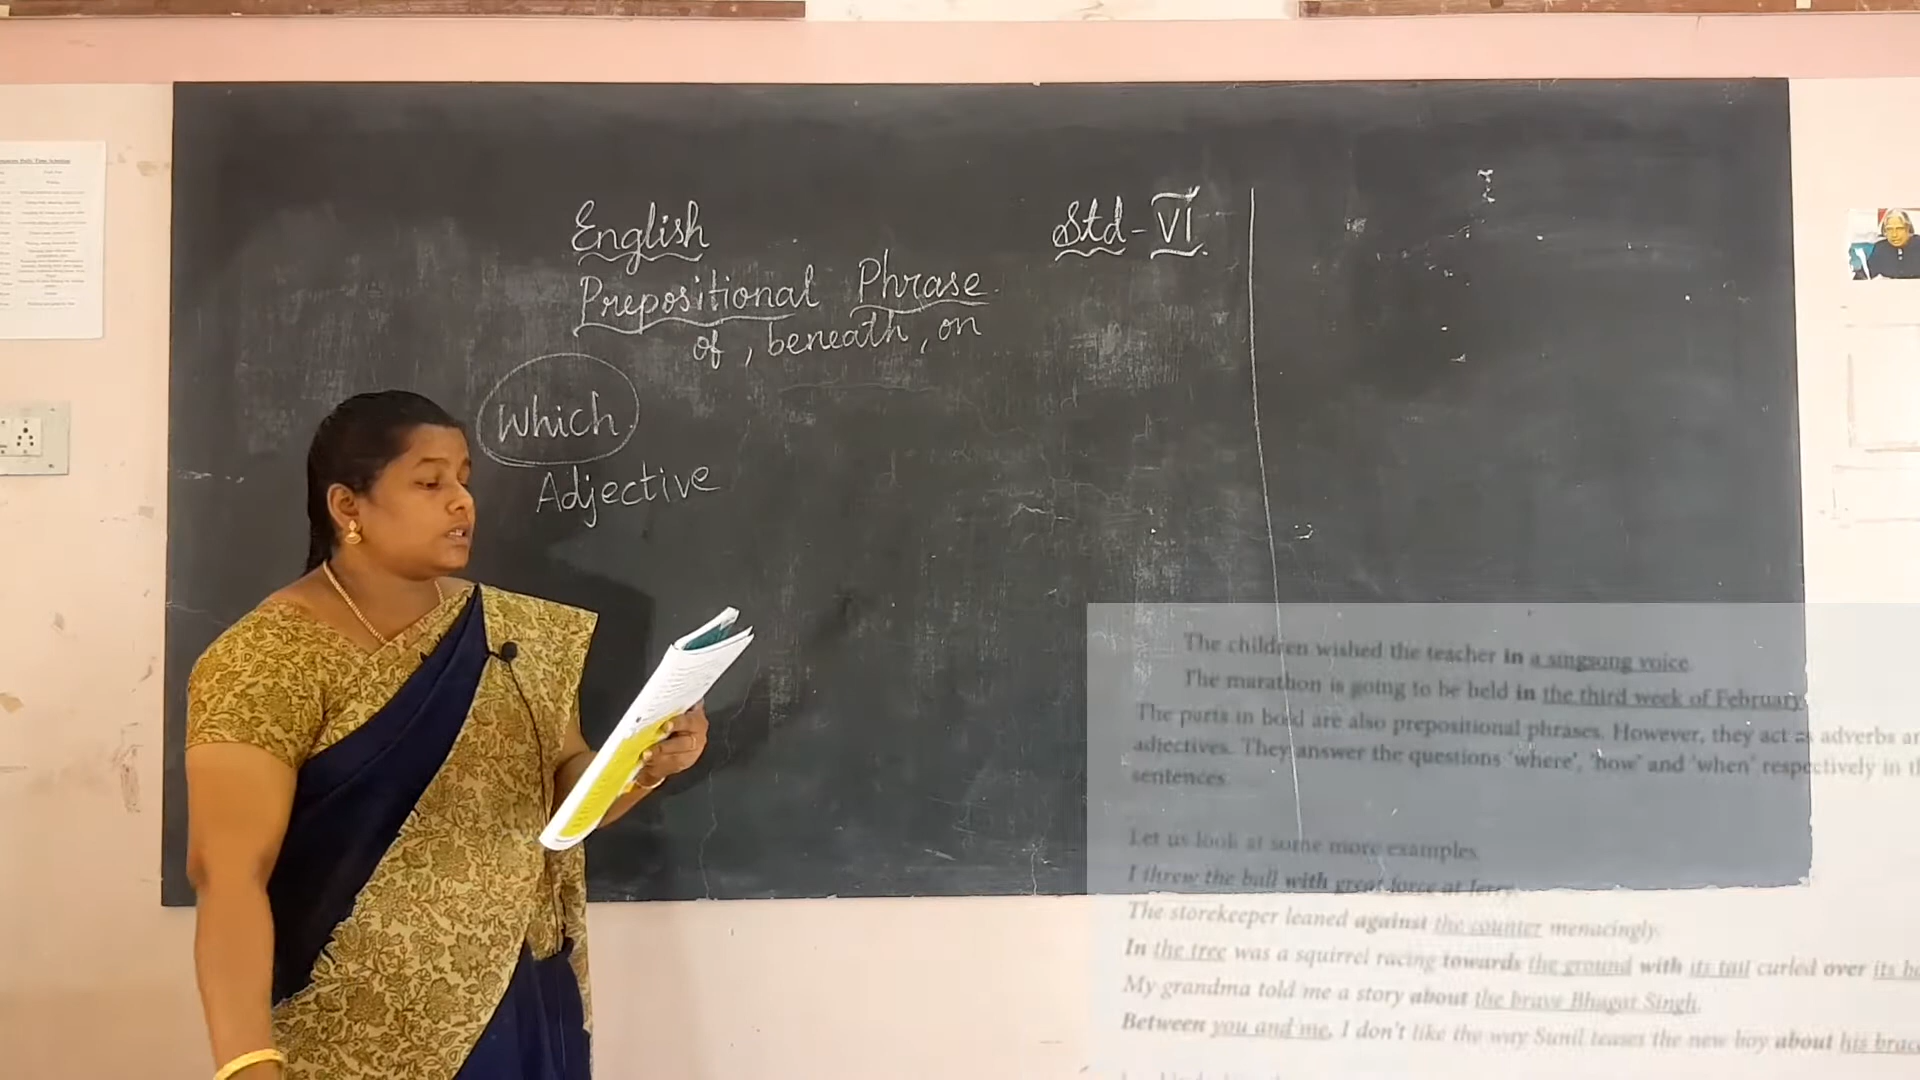 English
Std - VI.
Prepositional Phrase.
of, beneath, on
Which
Adjective
The children wished the teacher in a singsong voice
The marathon is going to be held in the third week of February
The parts in bold are also prepositional phrases. However, they act as adverbs
adjectives. They answer the questions 'where', 'how' and 'when' respectively in
sentences
Let us look at some more examples
I threw the ball with great force at Jerry.
The storekeeper leaned against the counter menacingly.
In the tree was a squirrel racing towards the ground with its tail curled over its
My grandma told me a story about the brave Bhagat Singh.
Between you and me, I don't like the way Sunil teases the new boy about his